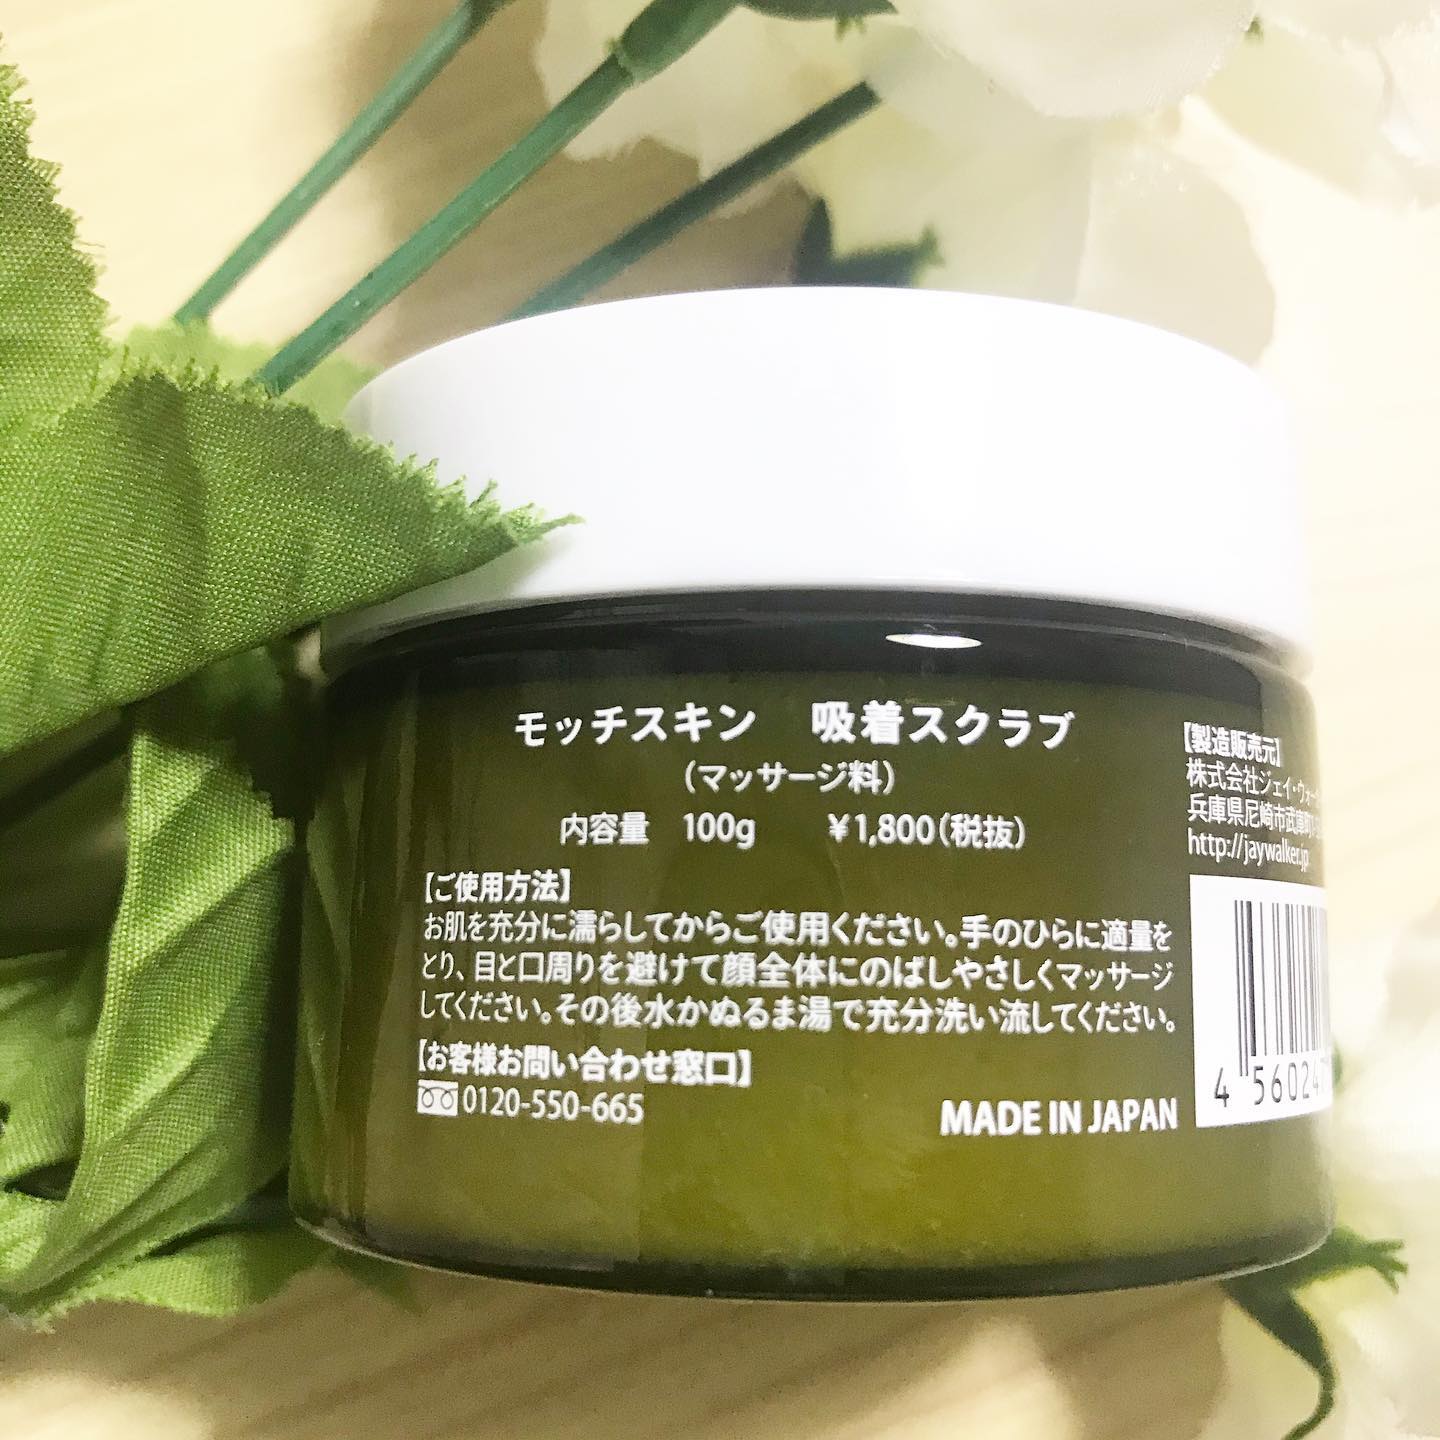 モッチスキン　吸着スクラブ
（マッサージ料）
内容量　100g　￥1,800（税抜）
【ご使用方法】
お肌を充分に濡らしてからご使用ください。手のひらに適量を
とり、目と口周りを避けて顔全体にのばしやさしくマッサージ
してください。その後水かぬるま湯で充分洗い流してください。
【お客様お問い合わせ窓口】
0120-550-665
MADE IN JAPAN
【製造販売元】
株式会社ジェイ・ウォー
兵庫県尼崎市武庫町
http://jaywalker.jp
4 56024